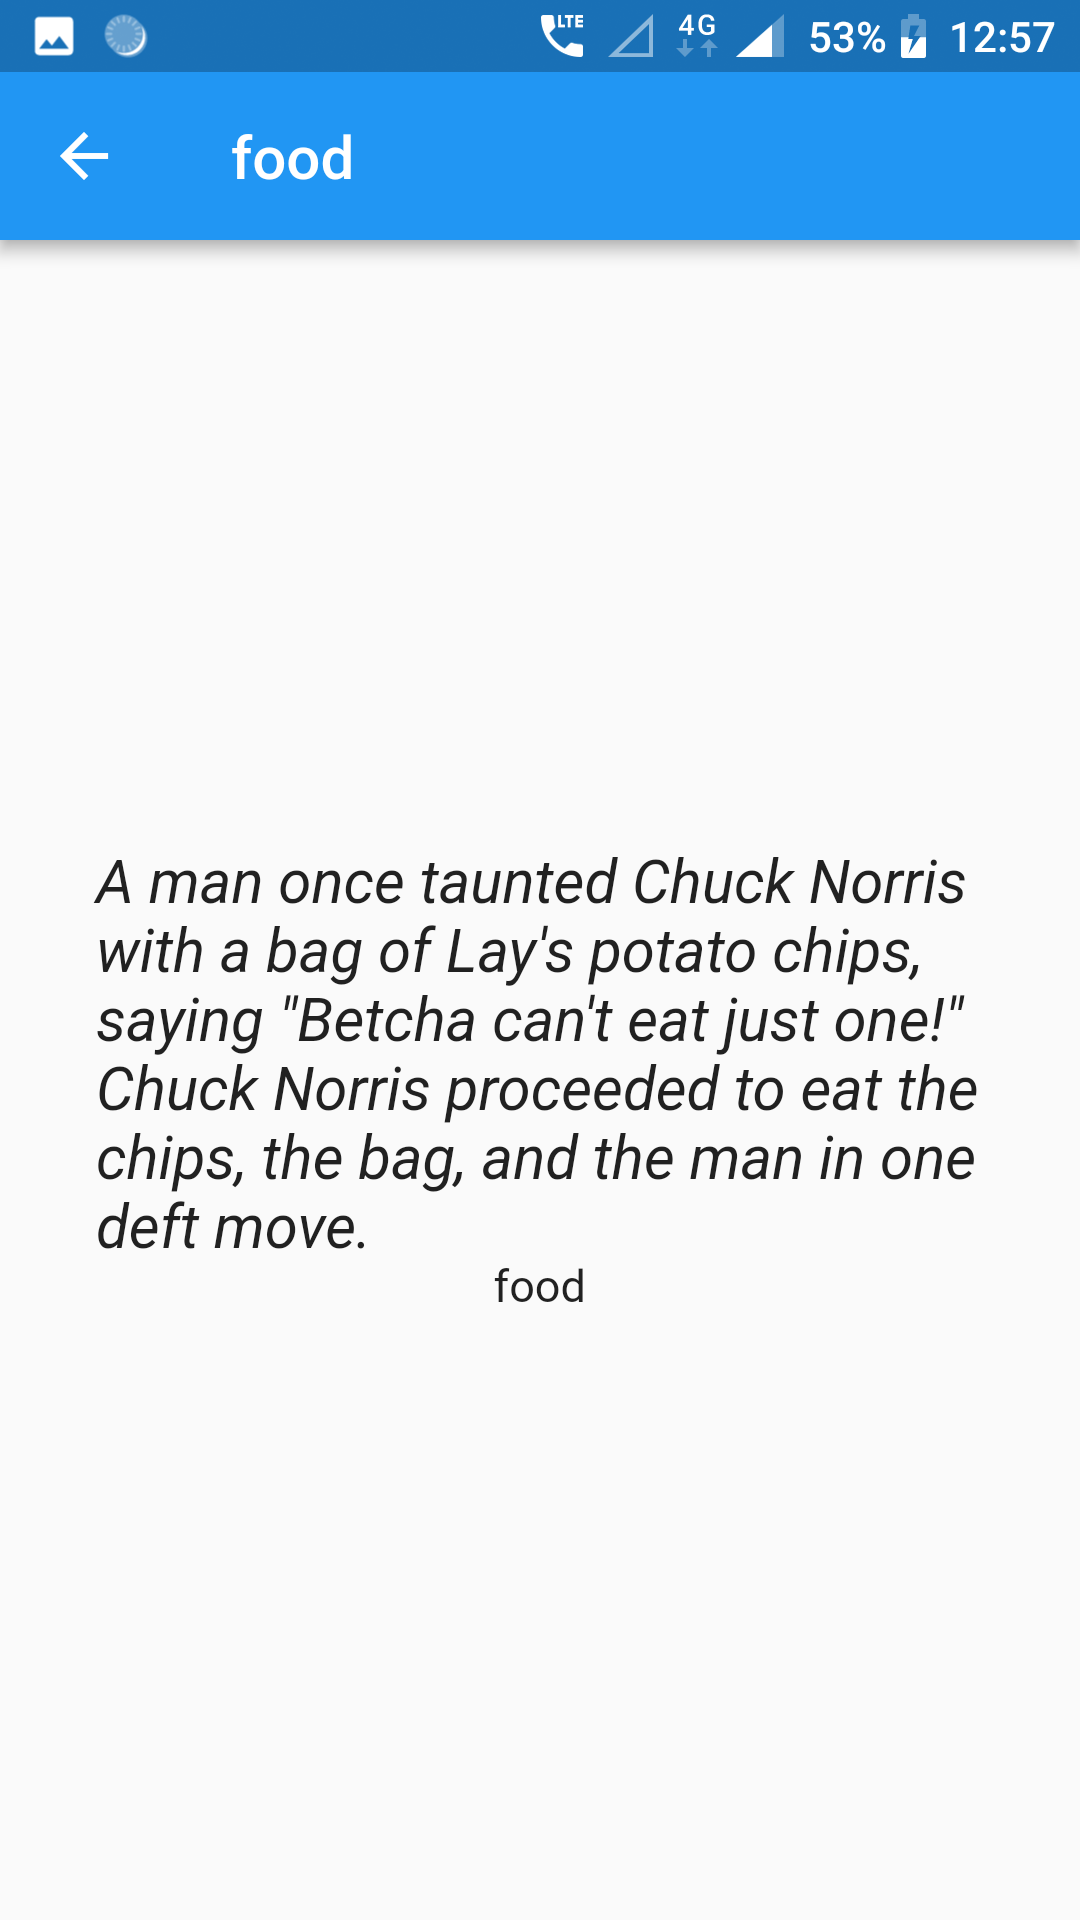 LTE 4G 53% 12:57
food
A man once taunted Chuck Norris
with a bag of Lay's potato chips,
saying "Betcha can't eat just one!"
Chuck Norris proceeded to eat the
chips, the bag, and the man in one
deft move.
food